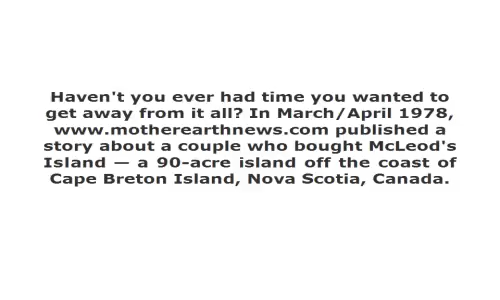 Haven't you ever had time you wanted to
get away from it all? In March/April 1978,
www.motherearthnews.com published a
story about a couple who bought McLeod's
Island — a 90-acre island off the coast of
Cape Breton Island, Nova Scotia, Canada.